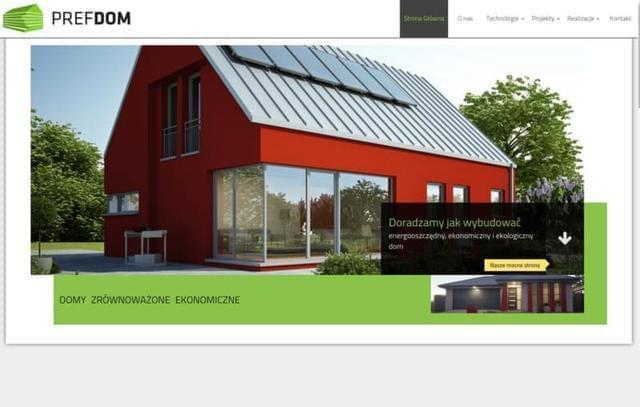 PREFDOM
Strona Główna O nas Technologie Projekty Realizacje Kontakt
Doradzamy jak wybudować
energooszczędny, ekonomiczny i ekologiczny
dom
Nasze mocne strony
DOMY ZRÓWNOWAŻONE EKONOMICZNE